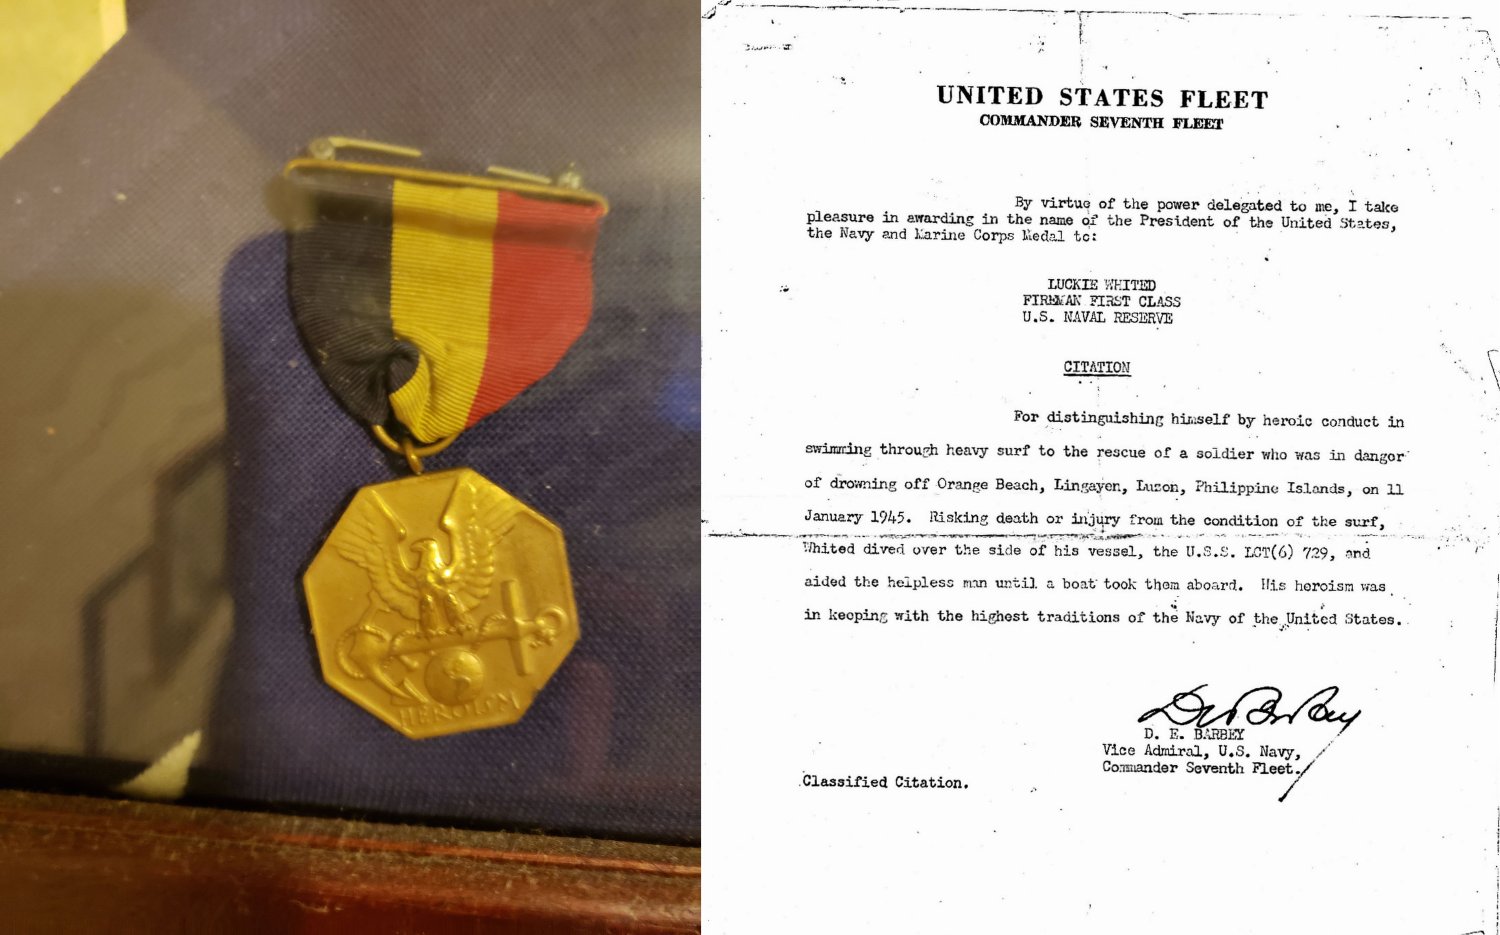 HEROISM
UNITED STATES FLEET
COMMANDER SEVENTH FLEET
By virtue of the power delegated to me, I take
pleasure in awarding in the name of the President of the United States,
the Navy and Marine Corps Medal to:
LUCKIE WHITED
FIREMAN FIRST CLASS
U.S. NAVAL RESERVE
CITATION
For distinguishing himself by heroic conduct in
swimming through heavy surf to the rescue of a soldier who was in danger
of drowning off Orange Beach, Lingayen, Luzon, Philippine Islands, on 11
January 1945. Risking death or injury from the condition of the surf,
Whited dived over the side of his vessel, the U.S.S. LCT(6) 729, and
aided the helpless man until a boat took them aboard. His heroism was
in keeping with the highest traditions of the Navy of the United States.
D. E. BARBEY
Vice Admiral, U.S. Navy,
Commander Seventh Fleet.
Classified Citation.